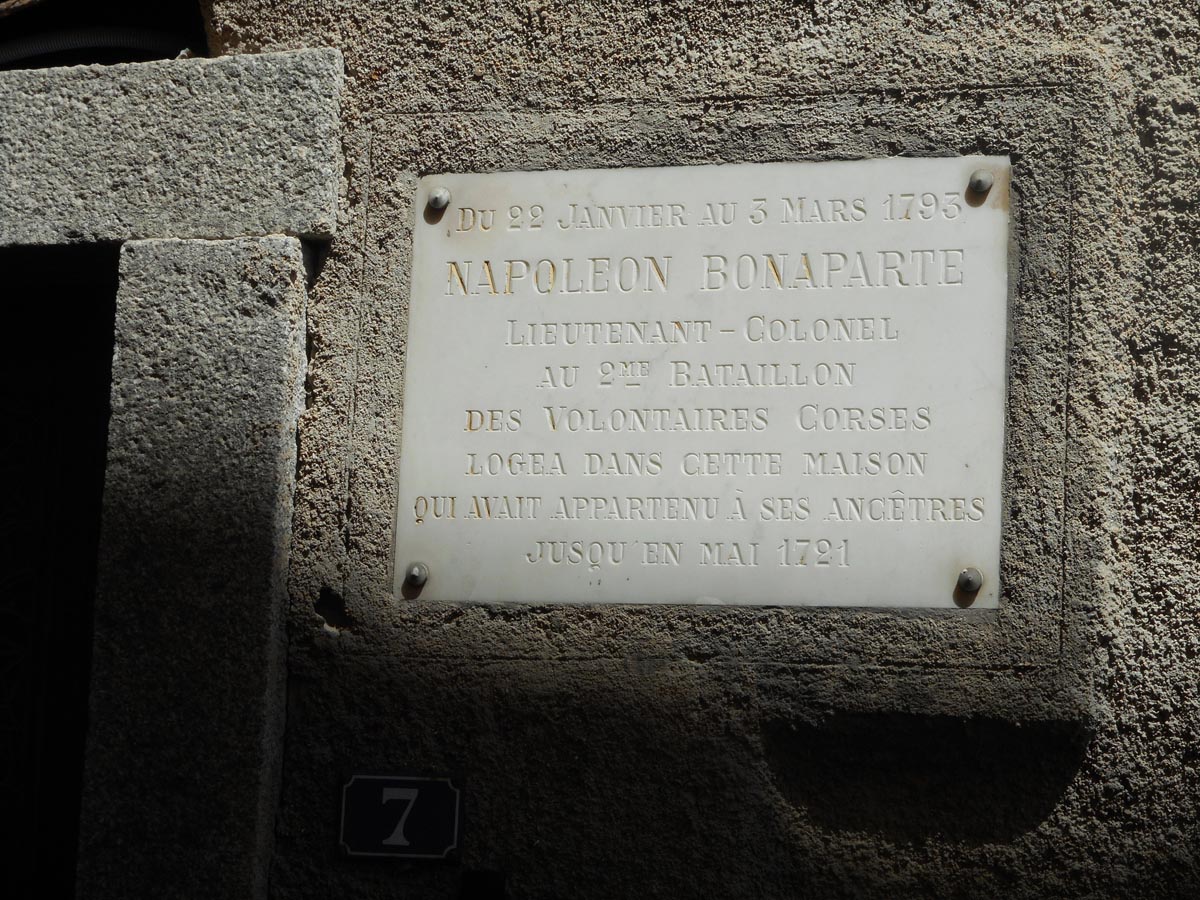 DU 22 JANVIER AU 3 MARS 1793
NAPOLEON BONAPARTE
LIEUTENANT-COLONEL
AU 2ME BATAILLON
DES VOLONTAIRES CORSES
LOGEA DANS CETTE MAISON
QUI AVAIT APPARTENU À SES ANCÊTRES
JUSQU'EN MAI 1721
7